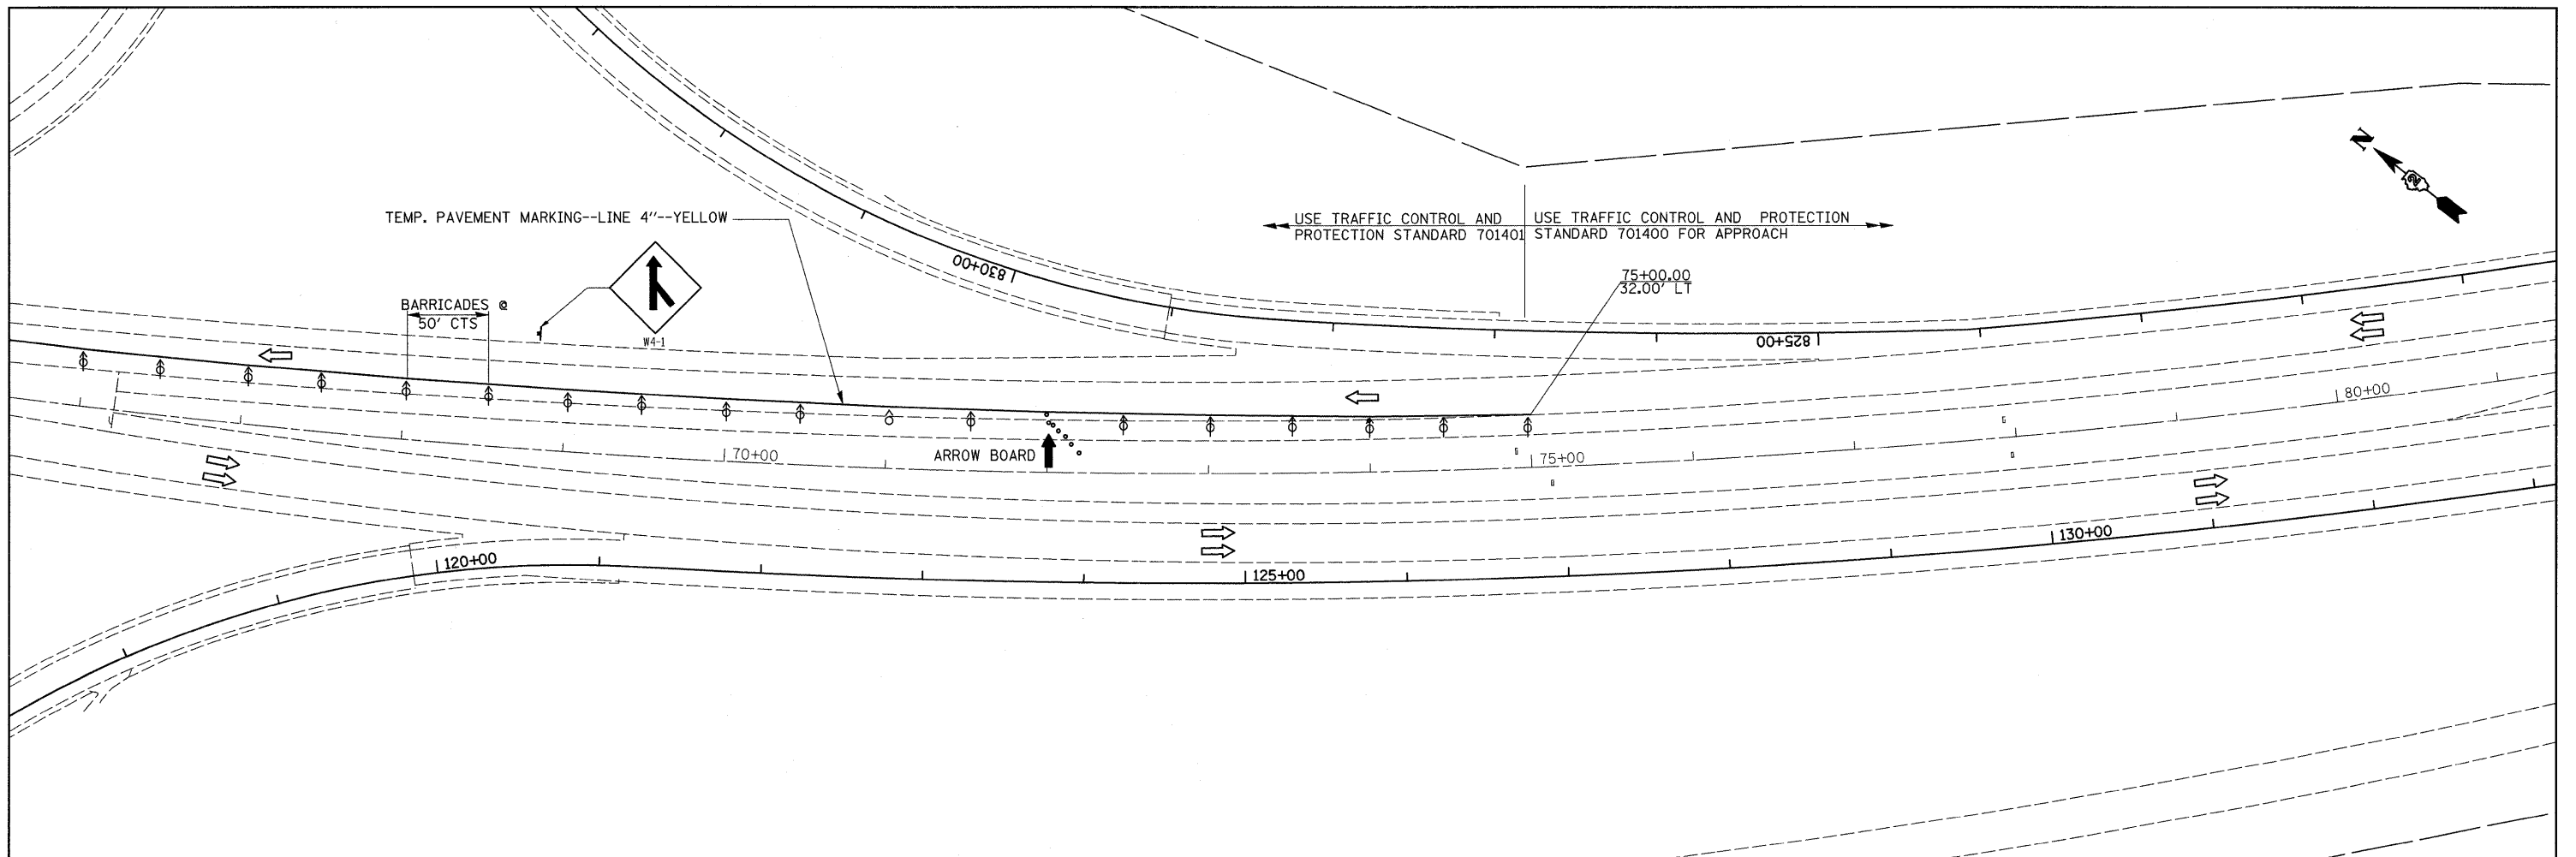 N
2
TEMP. PAVEMENT MARKING--LINE 4"--YELLOW
USE TRAFFIC CONTROL AND
PROTECTION STANDARD 701401
USE TRAFFIC CONTROL AND PROTECTION
STANDARD 701400 FOR APPROACH
830+00
75+00.00
32.00' LT
BARRICADES @
50' CTS
W4-1
825+00
80+00
70+00
ARROW BOARD
75+00
120+00
125+00
130+00